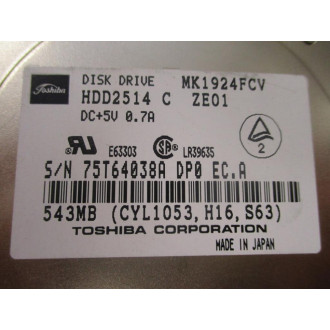 Toshiba
DISK DRIVE MK1924FCV
HDD2514 C ZE01
DC+5V 0.7A
E63303 LR39635
2
S/N 75T64038A DP0 EC.A
543MB (CYL1053,H16,S63)
TOSHIBA CORPORATION
MADE IN JAPAN